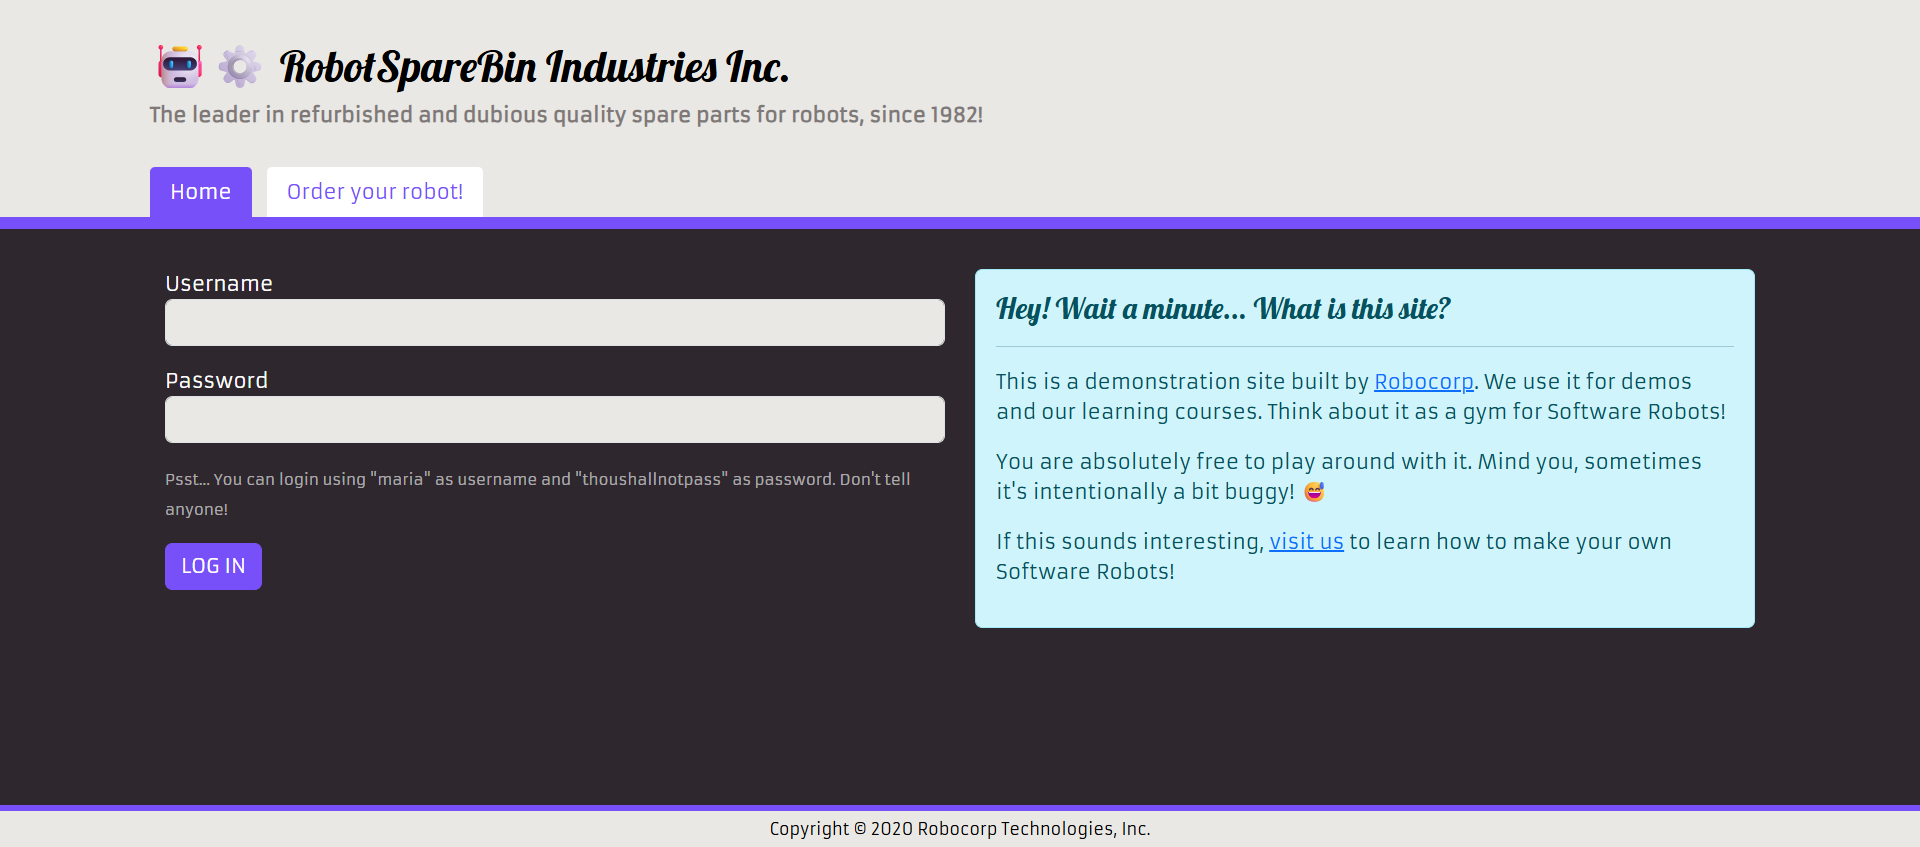 RobotSpareBin Industries Inc.
The leader in refurbished and dubious quality spare parts for robots, since 1982!
Home
Order your robot!
Username
Password
Psst... You can login using "maria" as username and "thoushallnotpass" as password. Don't tell
anyone!
LOG IN
Hey! Wait a minute... What is this site?
This is a demonstration site built by Robocorp. We use it for demos
and our learning courses. Think about it as a gym for Software Robots!
You are absolutely free to play around with it. Mind you, sometimes
it's intentionally a bit buggy! 😅
If this sounds interesting, visit us to learn how to make your own
Software Robots!
Copyright © 2020 Robocorp Technologies, Inc.